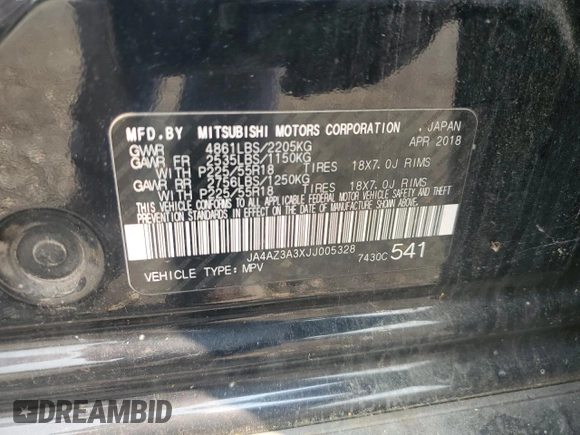 MFD.BY MITSUBISHI MOTORS CORPORATION , JAPAN
GVWR 4861LBS/2205KG APR 2018
GAWR FR 2535LBS/1150KG
WITH P225/55R18 TIRES 18X7.0J RIMS
GAWR RR 2756LBS/1250KG
WITH P225/55R18 TIRES 18X7.0J RIMS
THIS VEHICLE CONFORMS TO ALL APPLICABLE FEDERAL MOTOR VEHICLE SAFETY AND THEFT
PREVENTION STANDARDS IN EFFECT ON THE DATE OF MANUFACTURE SHOWN ABOVE.
JA4AZ3A3XJJ005328
VEHICLE TYPE: MPV 7430C 541
DREAMBID